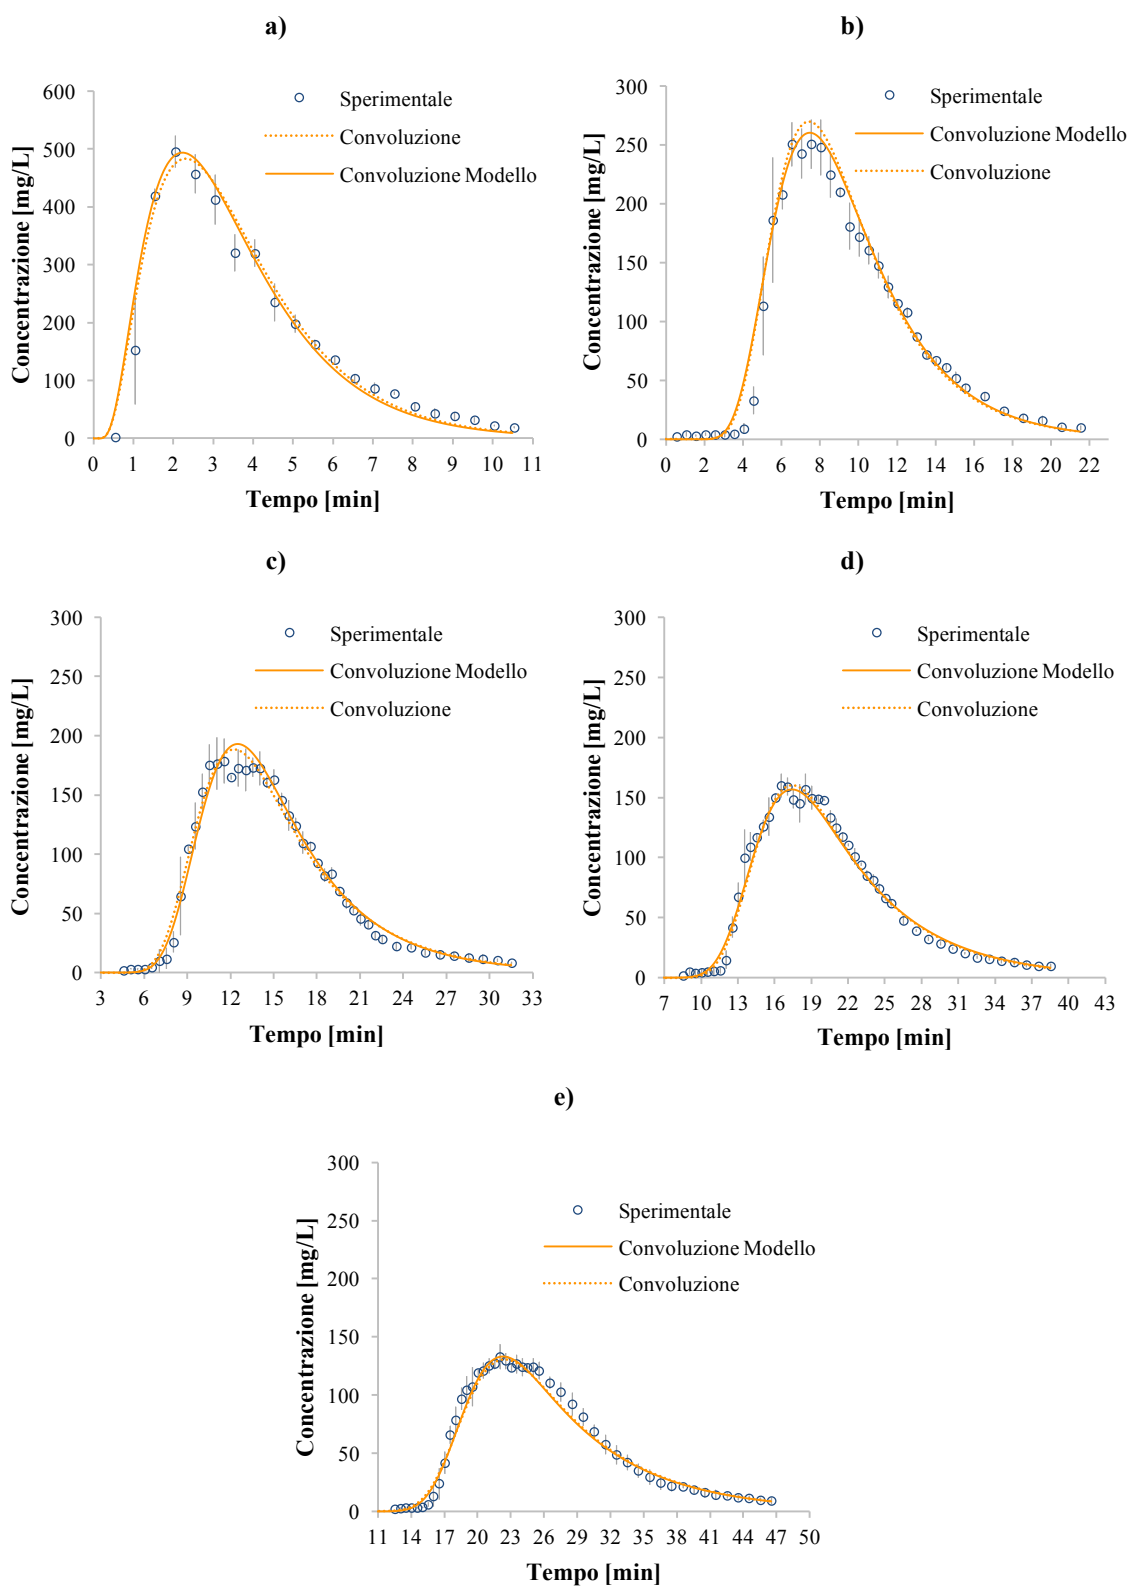 a)
600
500
400
300
200
100
0
Concentrazione [mg/L]
Sperimentale
Convoluzione
Convoluzione Modello
0 1 2 3 4 5 6 7 8 9 10 11
Tempo [min]
b)
300
250
200
150
100
50
0
Concentrazione [mg/L]
Sperimentale
Convoluzione Modello
Convoluzione
0 2 4 6 8 10 12 14 16 18 20 22
Tempo [min]
c)
300
250
200
150
100
50
0
Concentrazione [mg/L]
Sperimentale
Convoluzione Modello
Convoluzione
3 6 9 12 15 18 21 24 27 30 33
Tempo [min]
d)
300
250
200
150
100
50
0
Concentrazione [mg/L]
Sperimentale
Convoluzione Modello
Convoluzione
7 10 13 16 19 22 25 28 31 34 37 40 43
Tempo [min]
e)
300
250
200
150
100
50
0
Concentrazione [mg/L]
Sperimentale
Convoluzione Modello
Convoluzione
11 14 17 20 23 26 29 32 35 38 41 44 47 50
Tempo [min]